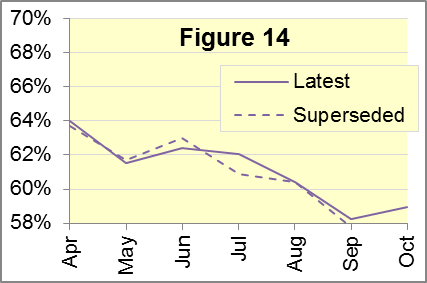 70%
Figure 14
68%
66%
Latest
64%
Superseded
62%
60%
58%
Apr
May
Jun
Jul
Aug
Sep
Oct